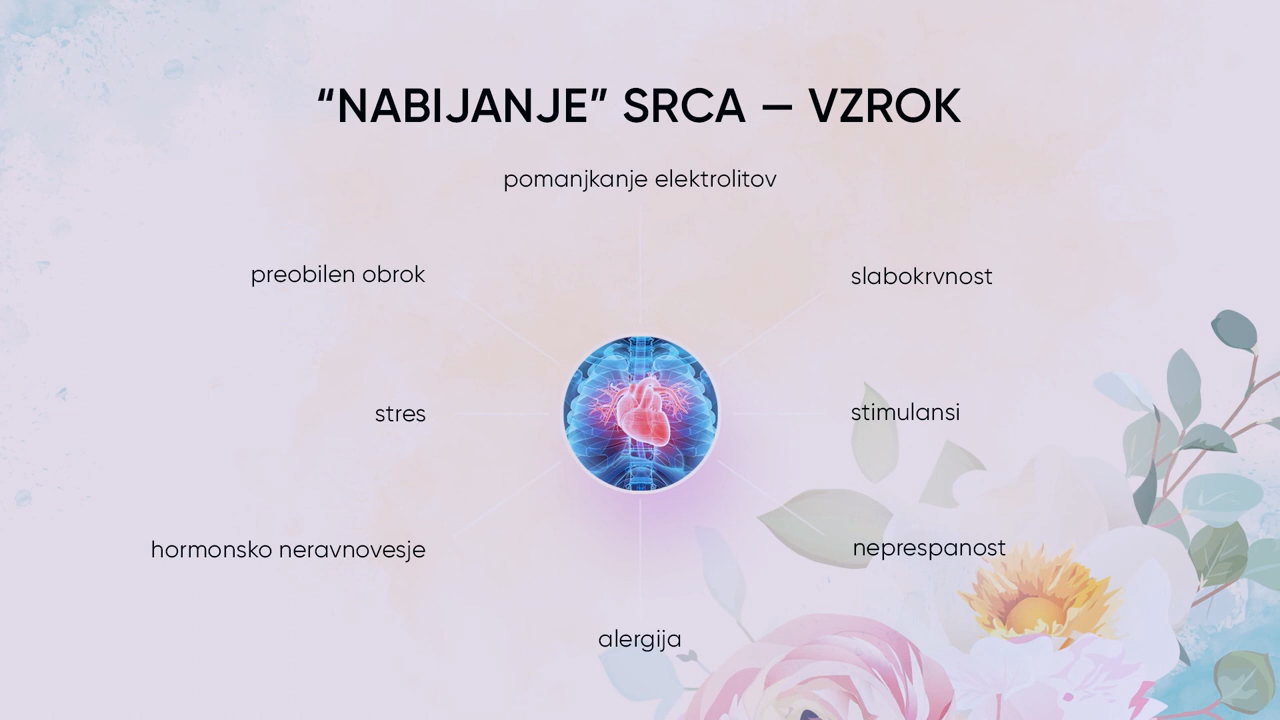 “NABIJANJE” SRCA – VZROK
pomanjkanje elektrolitov
preobilen obrok
slabokrvnost
stres
stimulansi
hormonsko neravnovesje
neprespanost
alergija